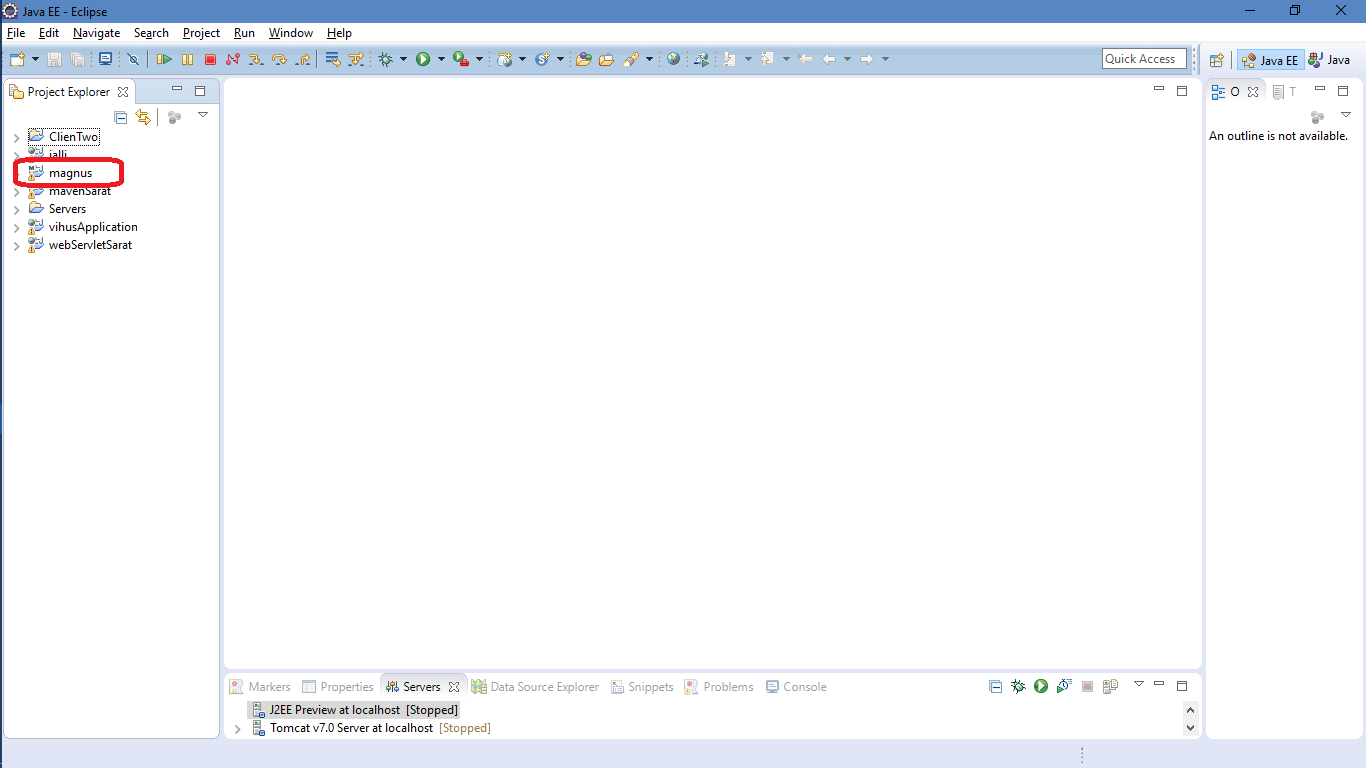 Java EE - Eclipse
File Edit Navigate Search Project Run Window Help
Quick Access
Java EE
Java
Project Explorer
ClienTwo
magnus
mavenSarat
Servers
vihusApplication
webServletSarat
O
T
An outline is not available.
Markers Properties Servers Data Source Explorer Snippets Problems Console
J2EE Preview at localhost [Stopped]
Tomcat v7.0 Server at localhost [Stopped]